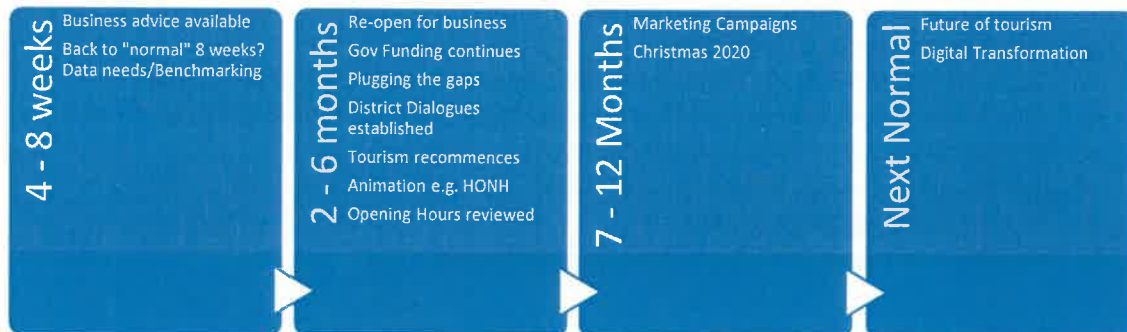 4 - 8 weeks
Business advice available
Back to "normal" 8 weeks?
Data needs/Benchmarking
2 - 6 months
Re-open for business
Gov Funding continues
Plugging the gaps
District Dialogues
established
Tourism recommences
Animation e.g. HONH
Opening Hours reviewed
7 - 12 Months
Marketing Campaigns
Christmas 2020
Next Normal
Future of tourism
Digital Transformation